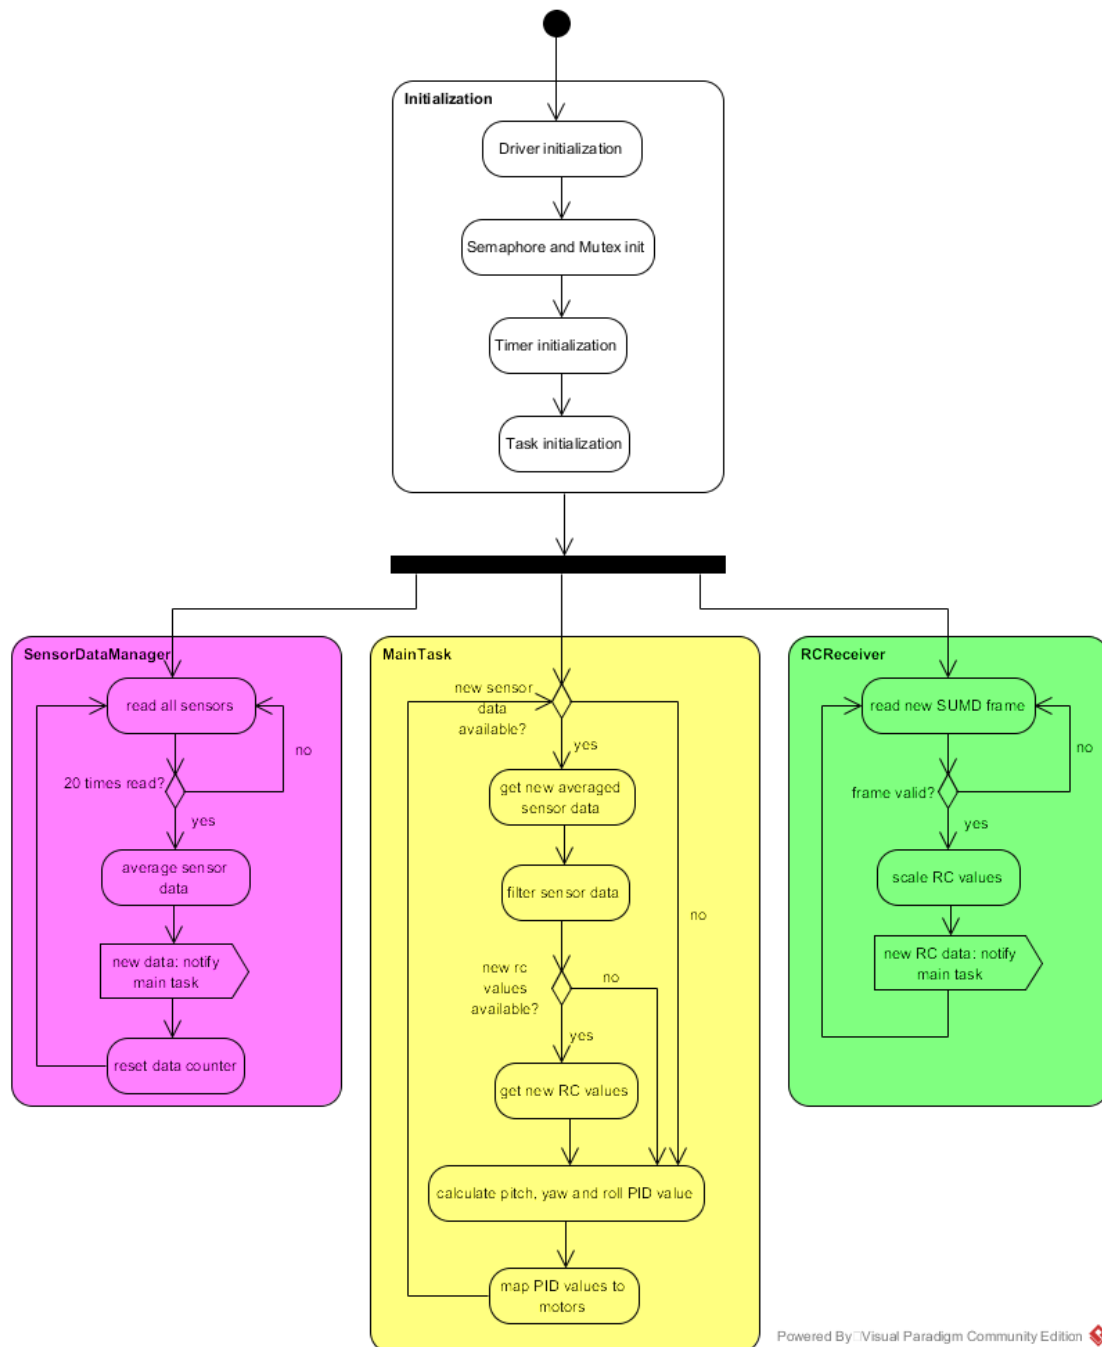 Initialization
Driver initialization
Semaphore and Mutex init
Timer initialization
Task initialization
SensorDataManager
read all sensors
no
20 times read?
yes
average sensor
data
new data: notify
main task
reset data counter
MainTask
new sensor
data
available?
yes
get new averaged
sensor data
filter sensor data
no
new rc
values
available?
no
yes
get new RC values
calculate pitch, yaw and roll PID value
map PID values to
motors
RCReceiver
read new SUMD frame
no
frame valid?
yes
scale RC values
new RC data: notify
main task
Powered By Visual Paradigm Community Edition